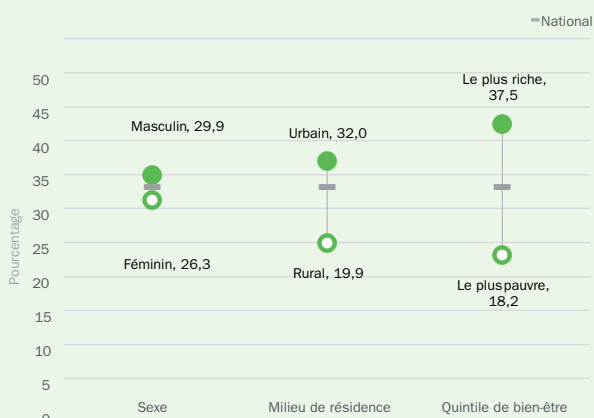 National
50
Le plus riche,
37,5
45
Masculin, 29,9
Urbain, 32,0
40
35
30
Pourcentage
25
Féminin, 26,3
Rural, 19,9
20
Le plus pauvre,
18,2
15
10
5
Sexe
Milieu de résidence
Quintile de bien-être
0